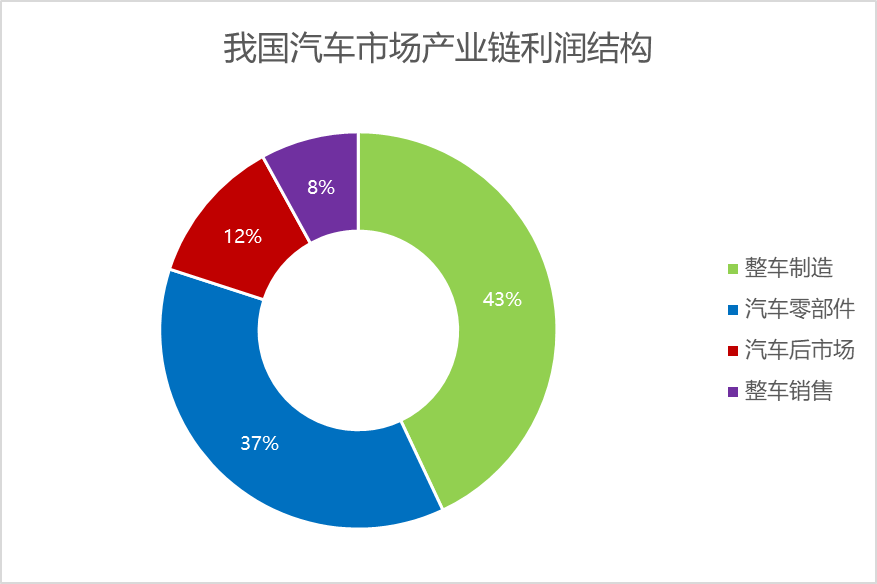 我国汽车市场产业链利润结构
8%
12%
43%
37%
整车制造
汽车零部件
汽车后市场
整车销售